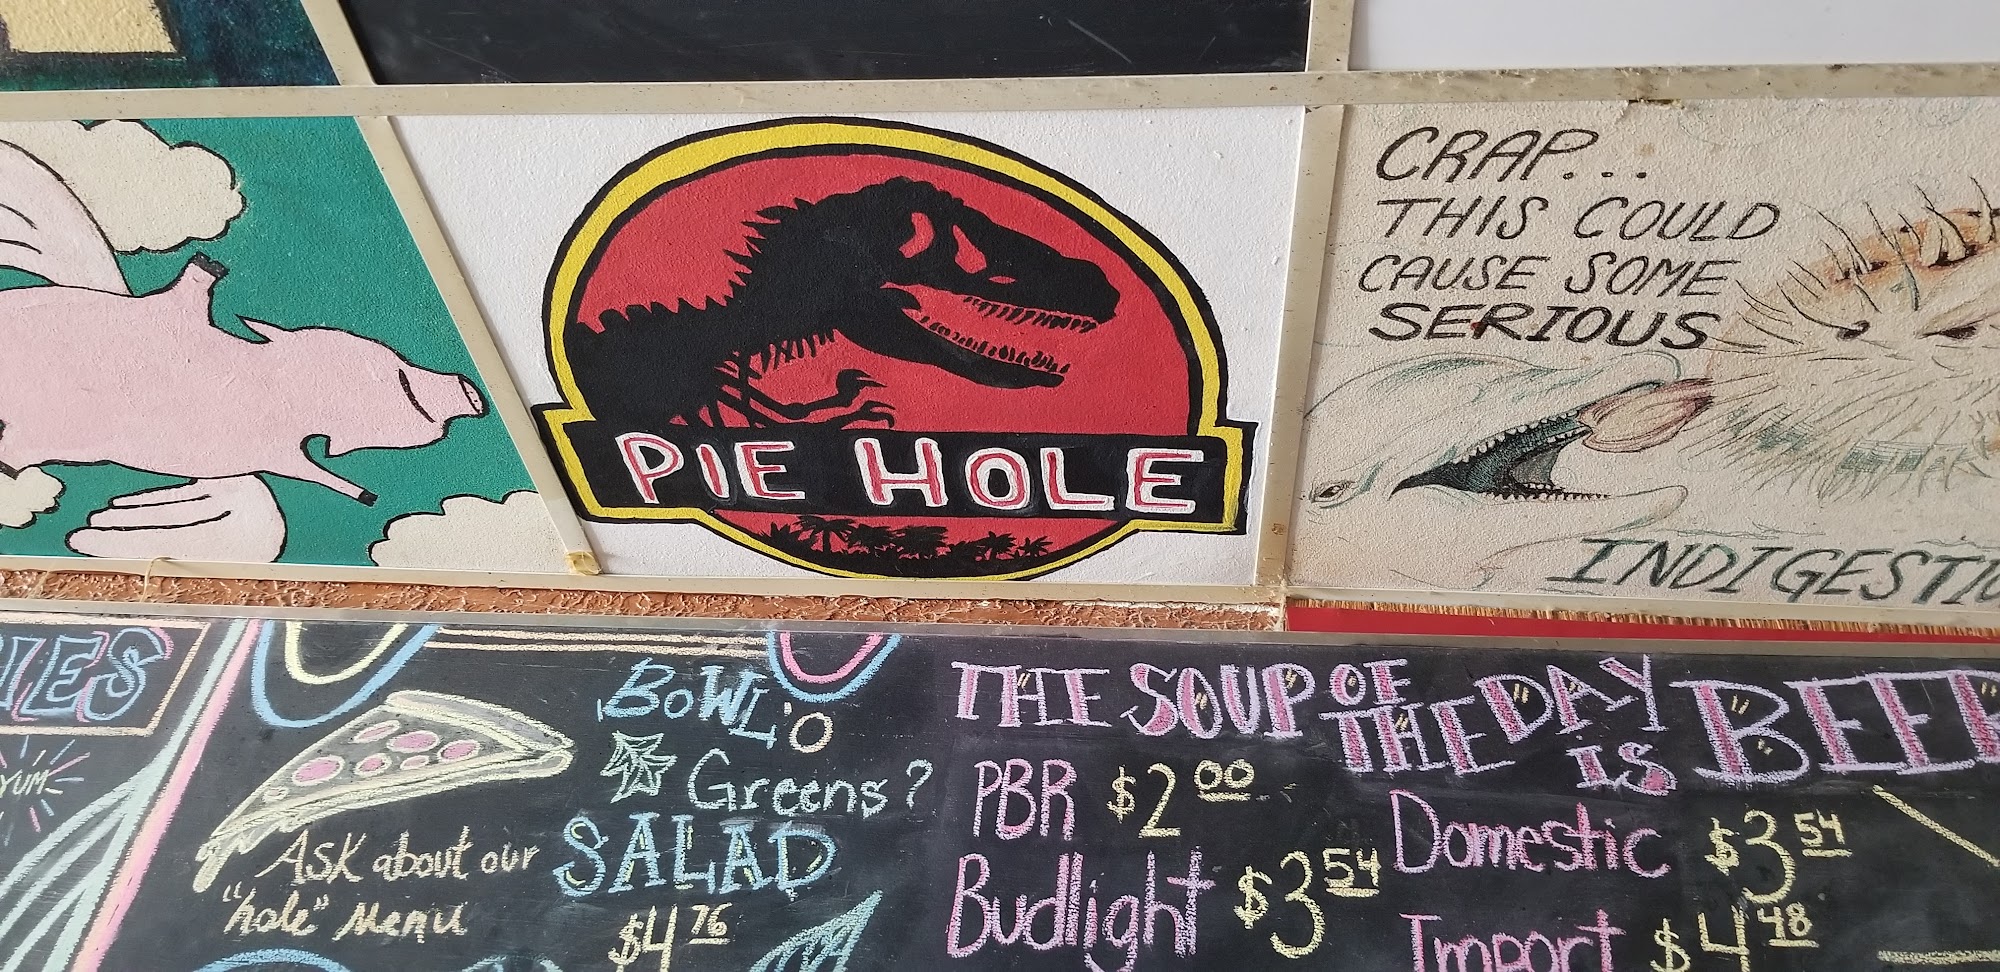 CRAP...
THIS COULD
CAUSE SOME
SERIOUS
PIE HOLE
YUM
BOWL'O
Greens?
SALAD
$4 76
Ask about our
"hole" Menu
THE SOUP OF THE DAY IS BEER
PBR $2 00
Budlight $3 54
Domestic $3 54
Import $4 48